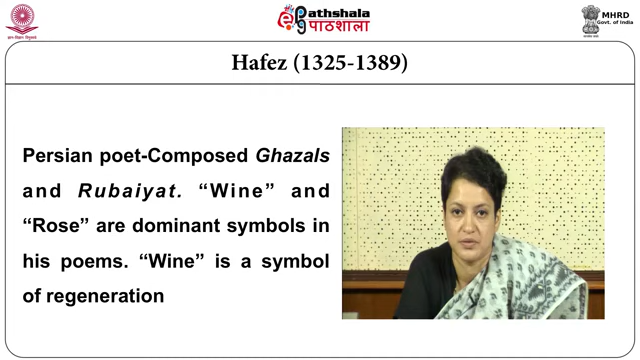 Pathshala
पाठशाला
MHRD
Govt. of India
Hafez (1325-1389)
Persian poet-Composed Ghazals
and Rubaiyat. “Wine” and
“Rose” are dominant symbols in
his poems. “Wine” is a symbol
of regeneration